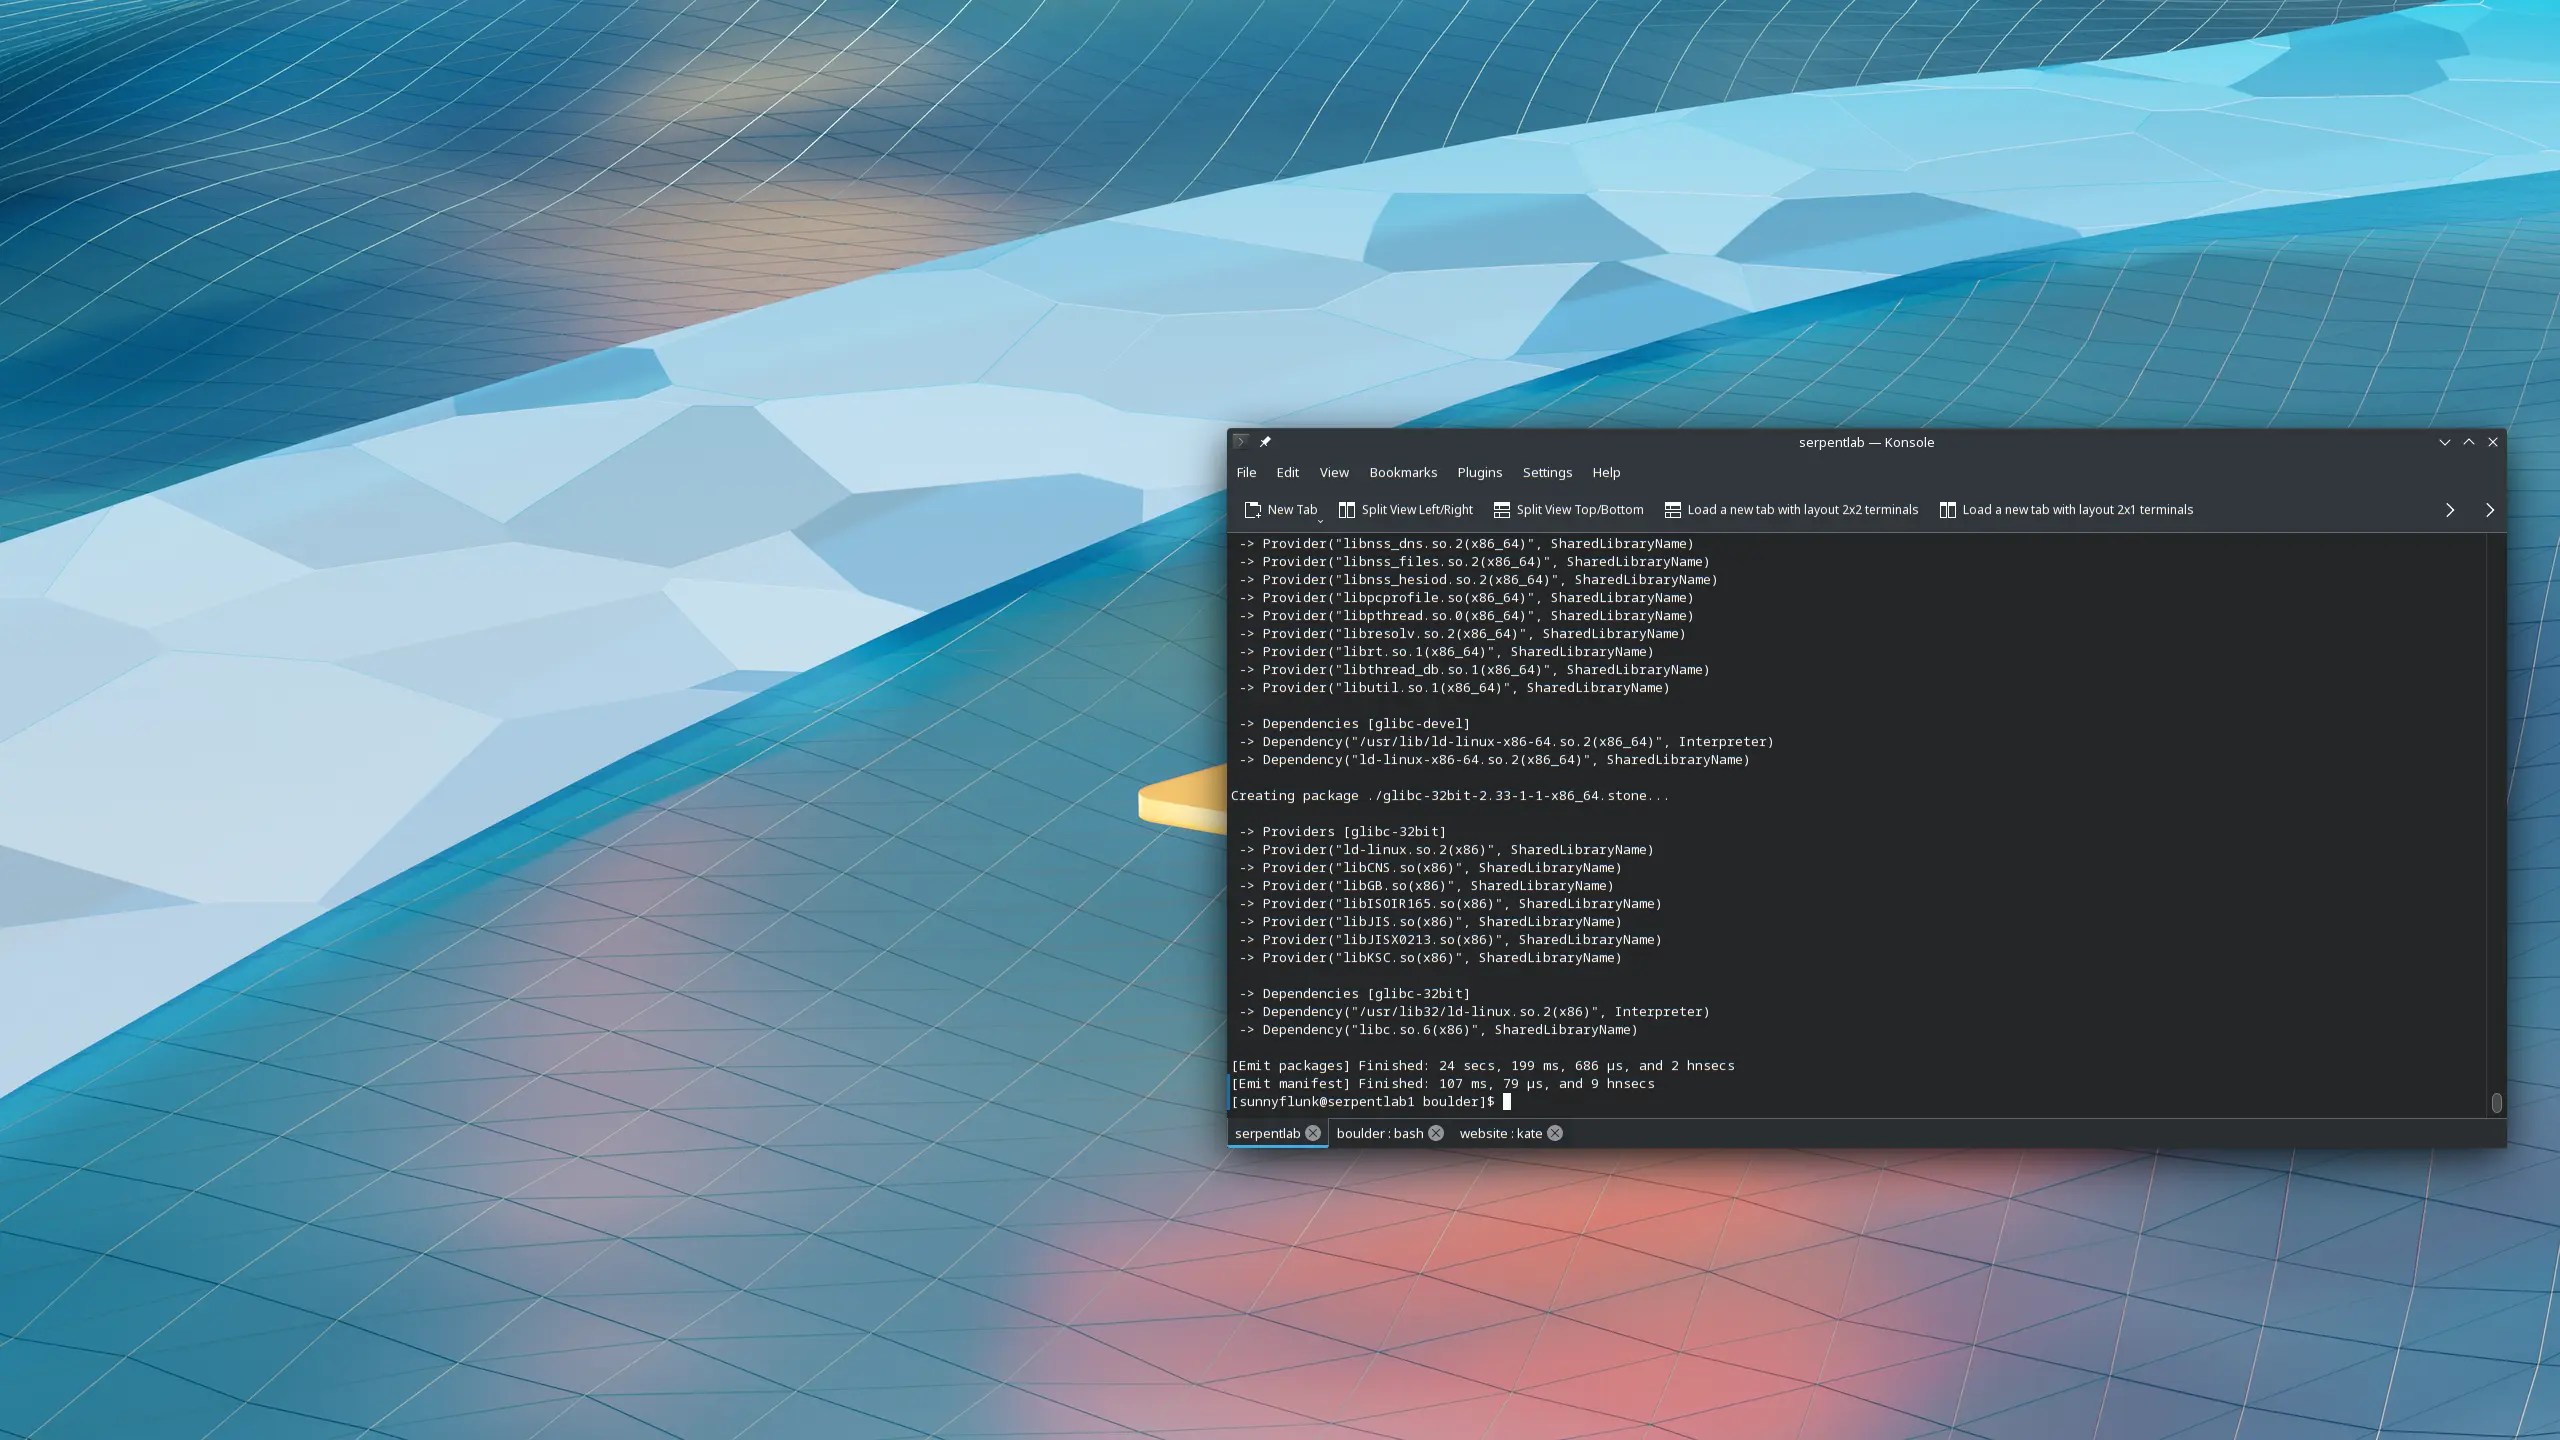 serpentlab — Konsole
File Edit View Bookmarks Plugins Settings Help
New Tab Split View Left/Right Split View Top/Bottom Load a new tab with layout 2x2 terminals Load a new tab with layout 2x1 terminals
-> Provider("libnss_dns.so.2(x86_64)", SharedLibraryName)
-> Provider("libnss_files.so.2(x86_64)", SharedLibraryName)
-> Provider("libnss_hesiod.so.2(x86_64)", SharedLibraryName)
-> Provider("libpcprofile.so(x86_64)", SharedLibraryName)
-> Provider("libpthread.so.0(x86_64)", SharedLibraryName)
-> Provider("libresolv.so.2(x86_64)", SharedLibraryName)
-> Provider("librt.so.1(x86_64)", SharedLibraryName)
-> Provider("libthread_db.so.1(x86_64)", SharedLibraryName)
-> Provider("libutil.so.1(x86_64)", SharedLibraryName)
-> Dependencies [glibc-devel]
-> Dependency("/usr/lib/ld-linux-x86-64.so.2(x86_64)", Interpreter)
-> Dependency("ld-linux-x86-64.so.2(x86_64)", SharedLibraryName)
Creating package ./glibc-32bit-2.33-1-1-x86_64.stone...
-> Providers [glibc-32bit]
-> Provider("ld-linux.so.2(x86)", SharedLibraryName)
-> Provider("libCNS.so(x86)", SharedLibraryName)
-> Provider("libGB.so(x86)", SharedLibraryName)
-> Provider("libISOIR165.so(x86)", SharedLibraryName)
-> Provider("libJIS.so(x86)", SharedLibraryName)
-> Provider("libJISX0213.so(x86)", SharedLibraryName)
-> Provider("libKSC.so(x86)", SharedLibraryName)
-> Dependencies [glibc-32bit]
-> Dependency("/usr/lib32/ld-linux.so.2(x86)", Interpreter)
-> Dependency("libc.so.6(x86)", SharedLibraryName)
[Emit packages] Finished: 24 secs, 199 ms, 686 μs, and 2 hnsecs
[Emit manifest] Finished: 107 ms, 79 μs, and 9 hnsecs
[sunnyflunk@serpentlab1 boulder]$
serpentlab boulder : bash website : kate